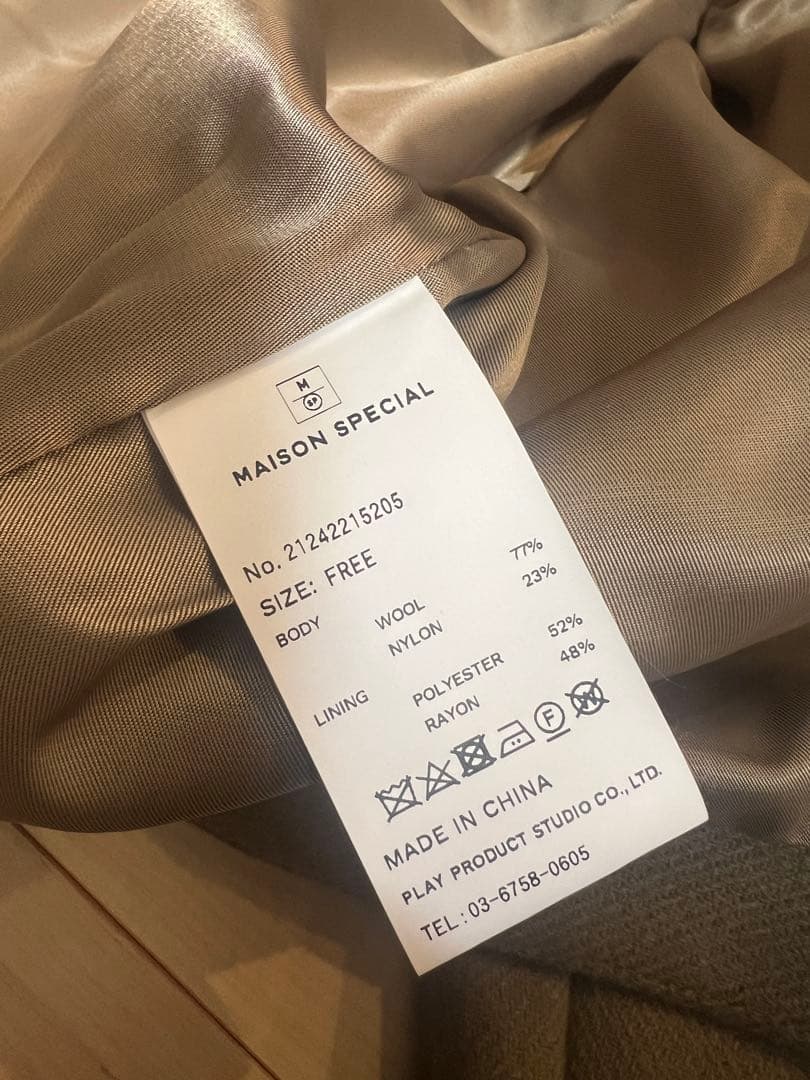 M
SP
MAISON SPECIAL
No. 21242215205
SIZE: FREE
BODY WOOL 77%
NYLON 23%
LINING POLYESTER 52%
RAYON 48%
F
W
MADE IN CHINA
PLAY PRODUCT STUDIO CO., LTD.
TEL : 03-6758-0605